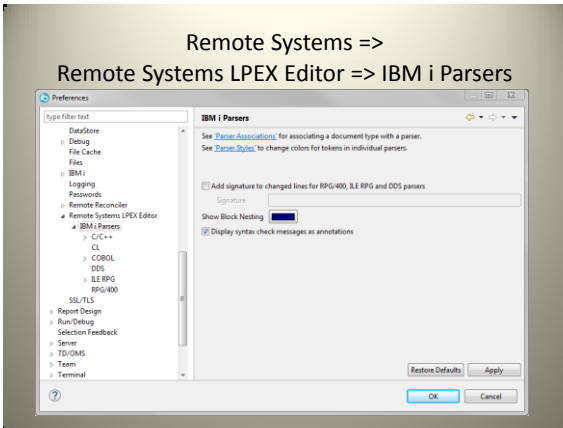 Remote Systems =>
Remote Systems LPEX Editor => IBM i Parsers
Preferences
type filter text
DataStore
Debug
File Cache
Files
IBM i
Logging
Passwords
Remote Reconciler
Remote Systems LPEX Editor
IBM i Parsers
C/C++
CL
COBOL
DDS
ILE RPG
RPG/400
SSL/TLS
Report Design
Run/Debug
Selection Feedback
Server
TD/OMS
Team
Terminal
IBM i Parsers
See 'Parser Associations' for associating a document type with a parser.
See 'Parser Styles' to change colors for tokens in individual parsers.
Add signature to changed lines for RPG/400, ILE RPG and DDS parsers
Signature
Show Block Nesting
Display syntax check messages as annotations
Restore Defaults Apply
OK Cancel